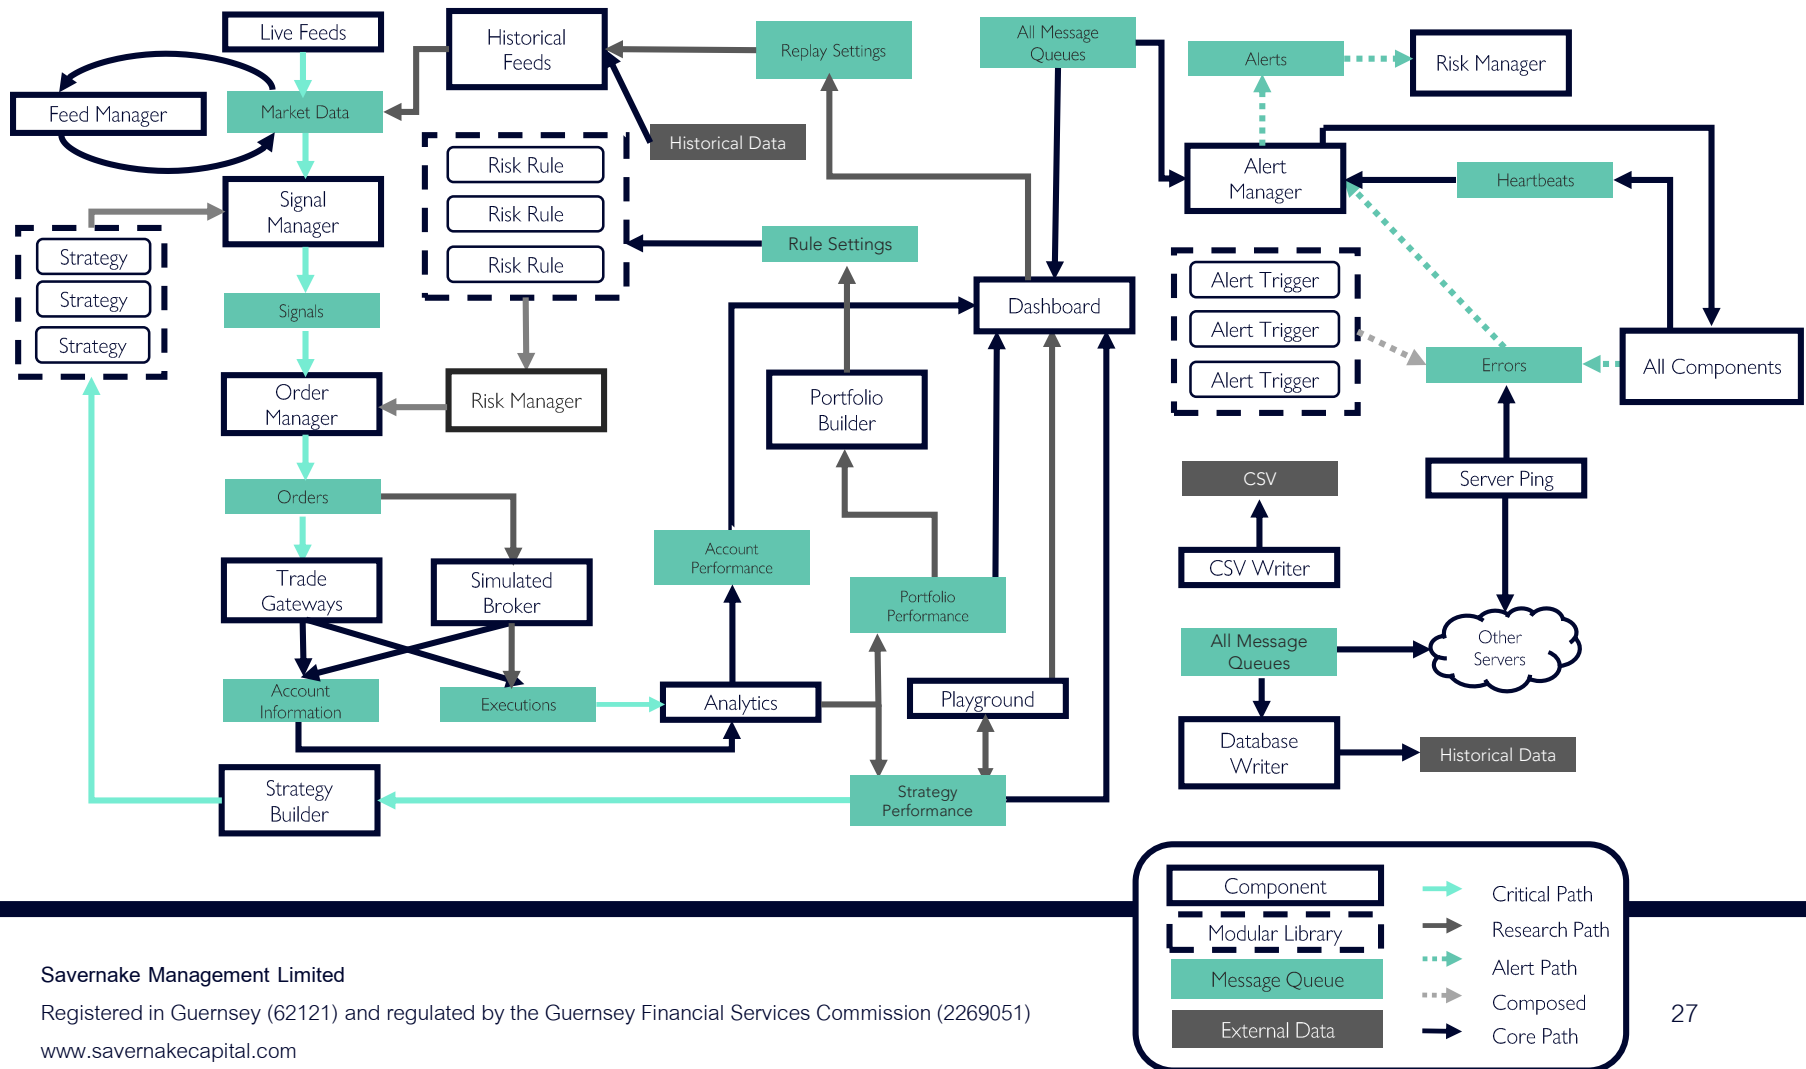 Live Feeds
Feed Manager
Market Data
Historical
Feeds
Replay Settings
All Message
Queues
Alerts
Risk Manager
Historical Data
Risk Rule
Risk Rule
Risk Rule
Signal
Manager
Alert
Manager
Heartbeats
Strategy
Strategy
Strategy
Rule Settings
Signals
Dashboard
Alert Trigger
Alert Trigger
Alert Trigger
Errors
All Components
Order
Manager
Risk Manager
Portfolio
Builder
Orders
CSV
Server Ping
Trade
Gateways
Simulated
Broker
Account
Performance
Portfolio
Performance
CSV Writer
Account
Information
Executions
Analytics
Playground
All Message
Queues
Other
Servers
Strategy
Builder
Strategy
Performance
Database
Writer
Historical Data
Component
Modular Library
Message Queue
External Data
Critical Path
Research Path
Alert Path
Composed
Core Path
Savernake Management Limited
Registered in Guernsey (62121) and regulated by the Guernsey Financial Services Commission (2269051)
www.savernakecapital.com
27